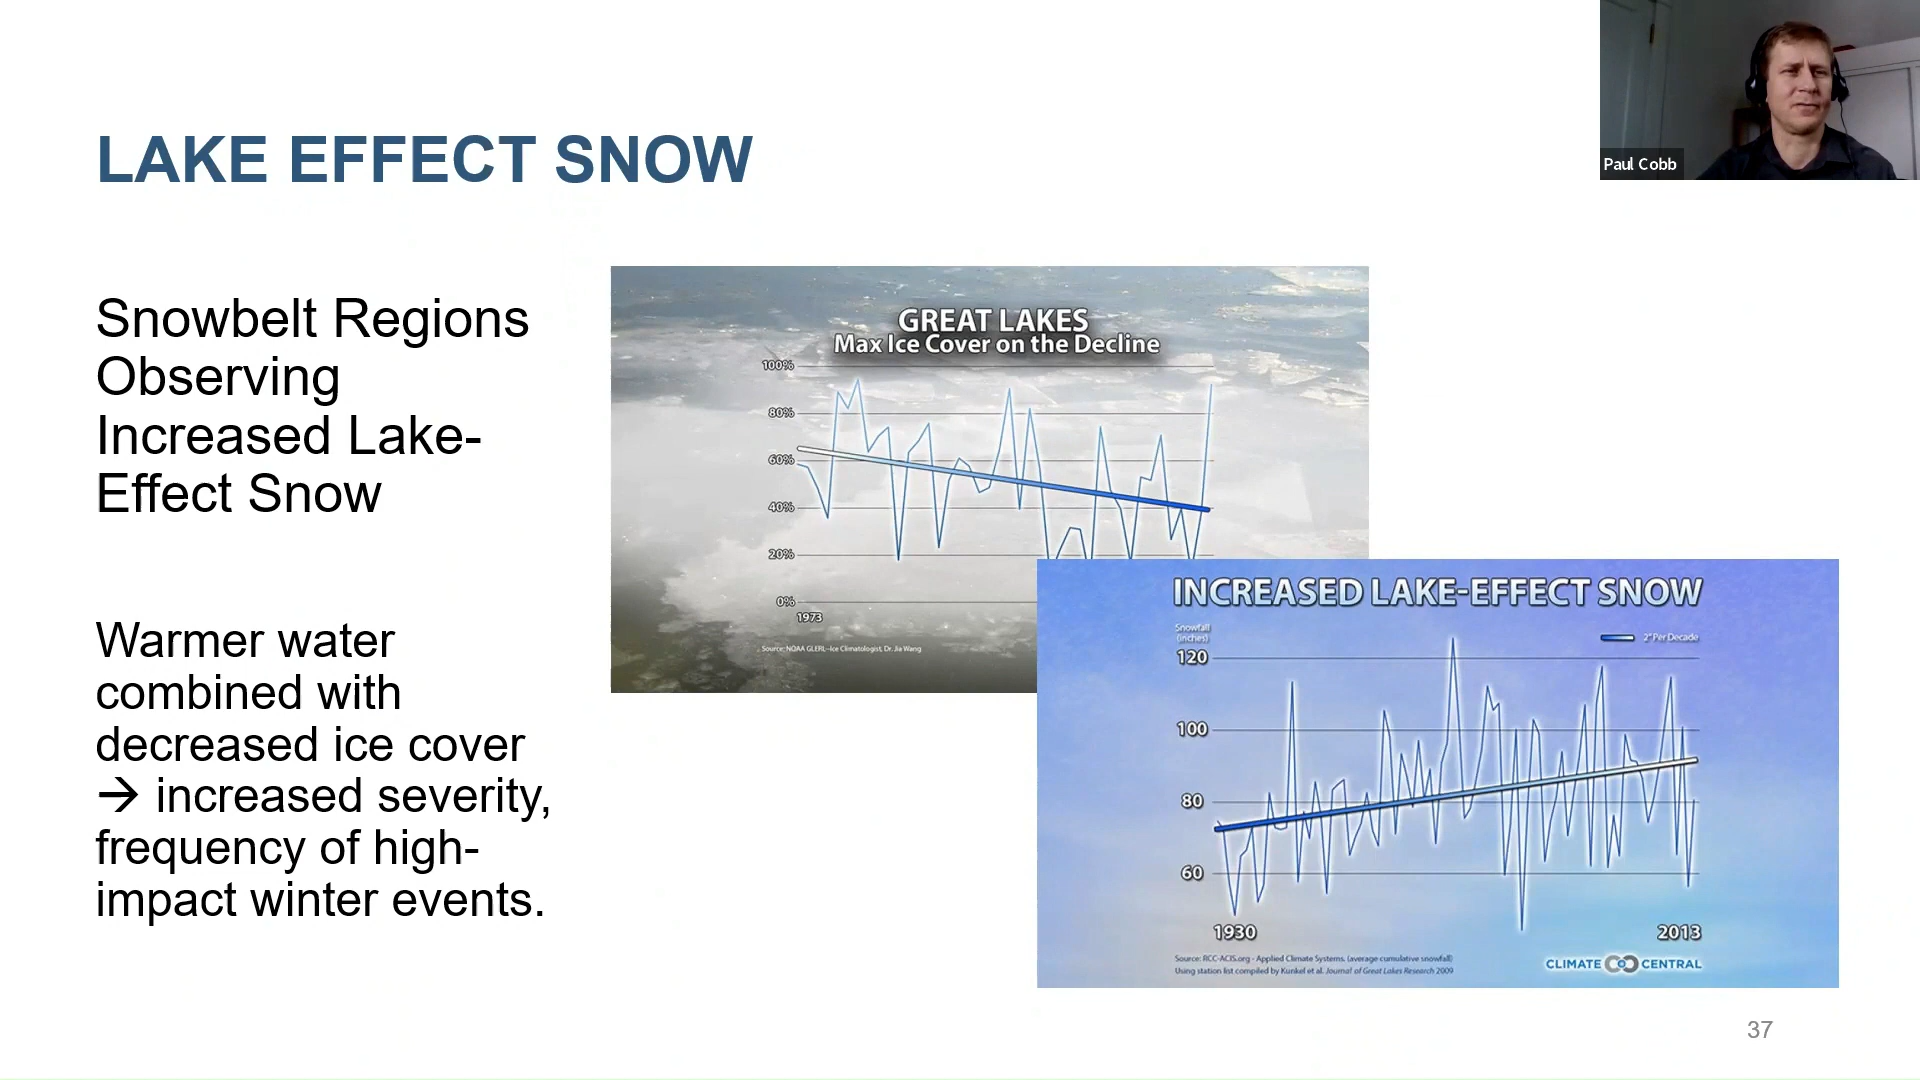 Paul Cobb
LAKE EFFECT SNOW
Snowbelt Regions
Observing
Increased Lake-
Effect Snow
Warmer water
combined with
decreased ice cover
→ increased severity,
frequency of high-
impact winter events.
GREAT LAKES
Max Ice Cover on the Decline
100%
80%
60%
40%
20%
0%
1973
Source: NOAA GLERL--Ice Climatologist, Dr. Jia Wang
INCREASED LAKE-EFFECT SNOW
Snowfall
(inches)
2" Per Decade
120
100
80
60
1930
2013
Source: RCC-ACIS.org - Applied Climate Systems. (average cumulative snowfall)
Using station list compiled by Kunkel et al. Journal of Great Lakes Research 2009
CLIMATE CENTRAL
37